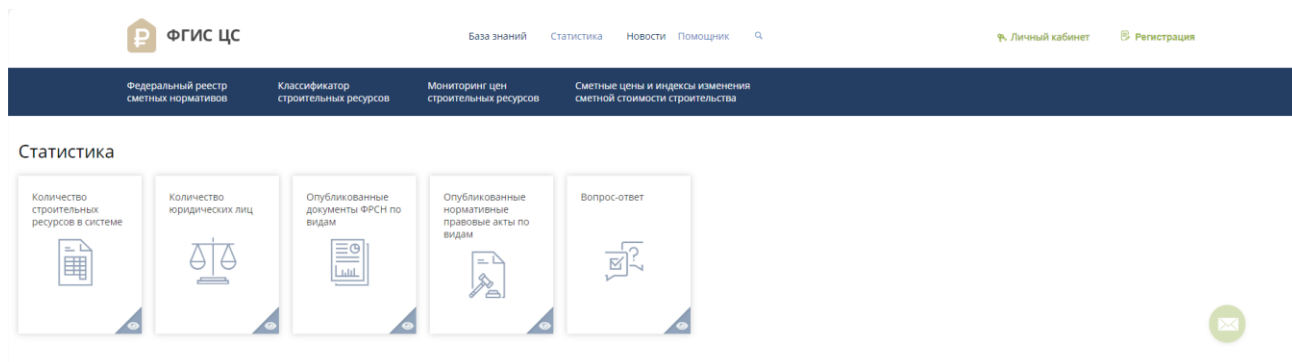 ФГИС ЦС
База знаний Статистика Новости Помощник
Личный кабинет Регистрация
Федеральный реестр
сметных нормативов
Классификатор
строительных ресурсов
Мониторинг цен
строительных ресурсов
Сметные цены и индексы изменения
сметной стоимости строительства
Статистика
Количество
строительных
ресурсов в системе
Количество
юридических лиц
Опубликованные
документы ФРСН по
видам
Опубликованные
нормативные
правовые акты по
видам
Вопрос-ответ